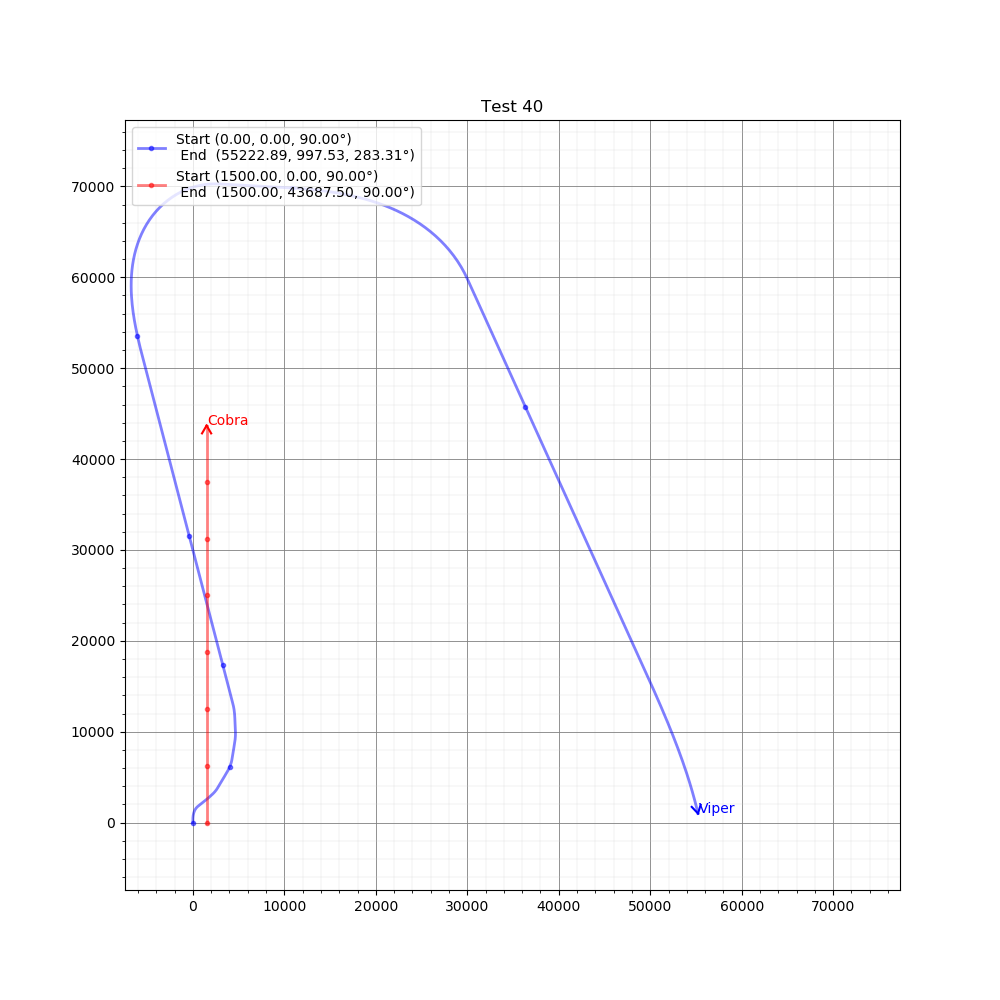 Test 40
Start (0.00, 0.00, 90.00°)
End  (55222.89, 997.53, 283.31°)
Start (1500.00, 0.00, 90.00°)
End  (1500.00, 43687.50, 90.00°)
70000
60000
50000
40000
30000
20000
10000
0
Cobra
Viper
0 10000 20000 30000 40000 50000 60000 70000